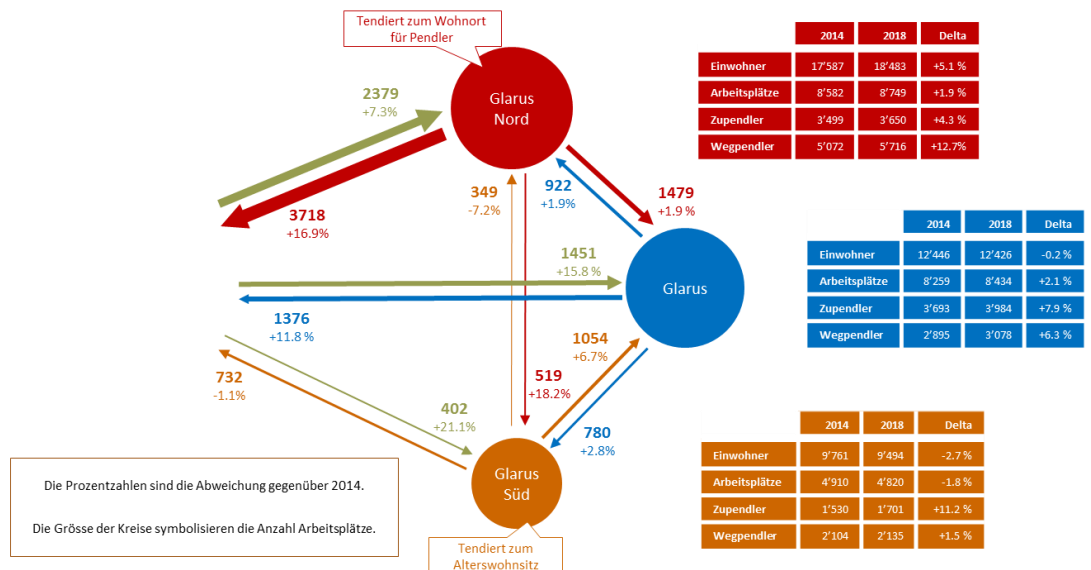 Tendiert zum Wohnort
für Pendler
Glarus
Nord
2379
+7.3%
3718
+16.9%
349
-7.2%
922
+1.9%
1479
+1.9 %
1451
+15.8 %
Glarus
1376
+11.8 %
1054
+6.7%
732
-1.1%
519
+18.2%
402
+21.1%
780
+2.8%
Glarus
Süd
Tendiert zum
Alterswohnsitz
Die Prozentzahlen sind die Abweichung gegenüber 2014.
Die Grösse der Kreise symbolisieren die Anzahl Arbeitsplätze.
2014 2018 Delta
Einwohner 17'587 18'483 +5.1 %
Arbeitsplätze 8'582 8'749 +1.9 %
Zupendler 3'499 3'650 +4.3 %
Wegpendler 5'072 5'716 +12.7%
2014 2018 Delta
Einwohner 12'446 12'426 -0.2 %
Arbeitsplätze 8'259 8'434 +2.1 %
Zupendler 3'693 3'984 +7.9 %
Wegpendler 2'895 3'078 +6.3 %
2014 2018 Delta
Einwohner 9'761 9'494 -2.7 %
Arbeitsplätze 4'910 4'820 -1.8 %
Zupendler 1'530 1'701 +11.2 %
Wegpendler 2'104 2'135 +1.5 %